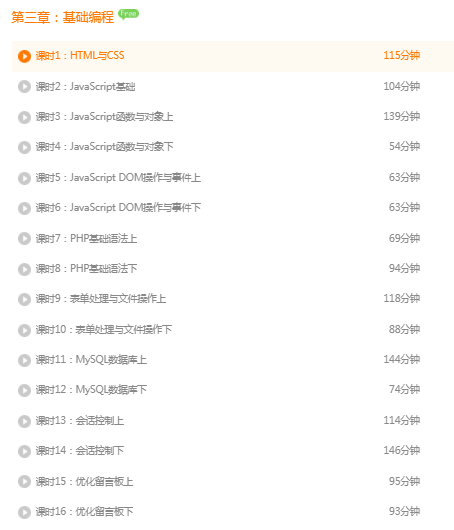 第三章：基础编程 Free
课时1：HTML与CSS 115分钟
课时2：JavaScript基础 104分钟
课时3：JavaScript函数与对象上 139分钟
课时4：JavaScript函数与对象下 54分钟
课时5：JavaScript DOM操作与事件上 63分钟
课时6：JavaScript DOM操作与事件下 63分钟
课时7：PHP基础语法上 69分钟
课时8：PHP基础语法下 94分钟
课时9：表单处理与文件操作上 118分钟
课时10：表单处理与文件操作下 88分钟
课时11：MySQL数据库上 144分钟
课时12：MySQL数据库下 74分钟
课时13：会话控制上 114分钟
课时14：会话控制下 146分钟
课时15：优化留言板上 95分钟
课时16：优化留言板下 93分钟